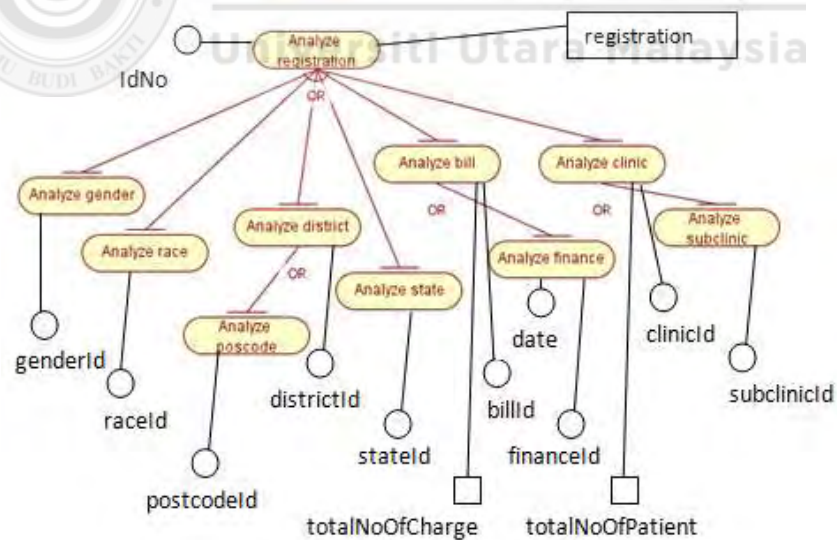 Analyze
registration
registration
Universiti Utara Malaysia
BUDI BAKTI
IdNo
OR
Analyze gender
Analyze race
Analyze district
OR
Analyze
poscode
Analyze state
Analyze bill
OR
Analyze finance
Analyze clinic
OR
Analyze
subclinic
genderId
raceId
postcodeId
districtId
stateId
date
billId
financeId
clinicId
subclinicId
totalNoOfCharge
totalNoOfPatient